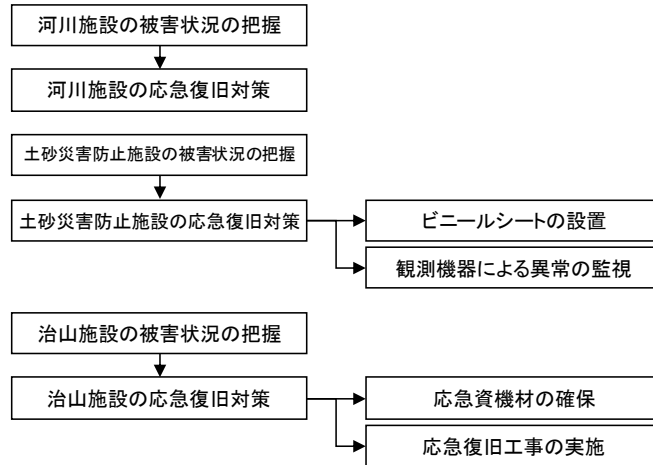 河川施設の被害状況の把握
河川施設の応急復旧対策
土砂災害防止施設の被害状況の把握
土砂災害防止施設の応急復旧対策
ビニールシートの設置
観測機器による異常の監視
治山施設の被害状況の把握
治山施設の応急復旧対策
応急資機材の確保
応急復旧工事の実施